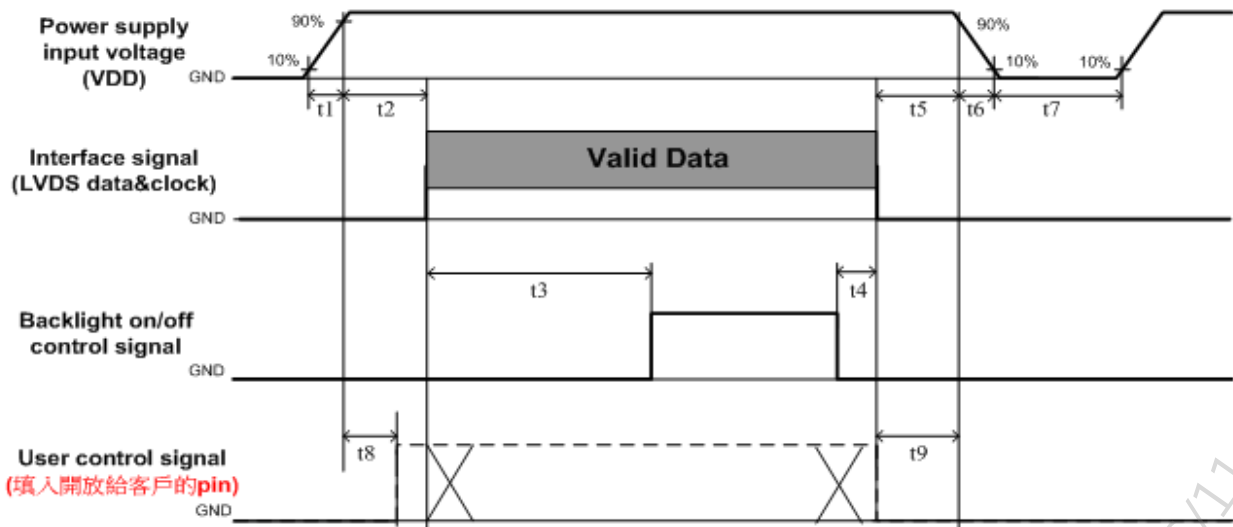 Power supply
input voltage
(VDD)
90%
10%
GND
90%
10%
10%
t1
t2
t5
t6
t7
Interface signal
(LVDS data&clock)
Valid Data
GND
t3
t4
Backlight on/off
control signal
GND
t8
t9
User control signal
(填入開放給客戶的pin)
GND
/11